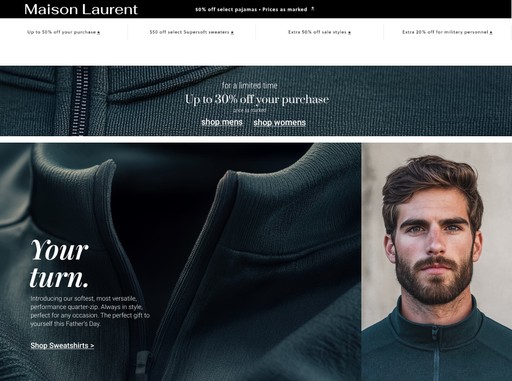 Maison Laurent
50% off select pajamas • Prices as marked
Up to 50% off your purchase
$50 off select Supersoft sweaters
Extra 50% off sale styles
Extra 20% off for military personnel
for a limited time
Up to 30% off your purchase
shop mens shop womens
Your
turn.
Introducing our softest, most versatile,
performance quarter-zip. Always in style,
perfect for any occasion. The perfect gift to
yourself this Father's Day.
Shop Sweatshirts >